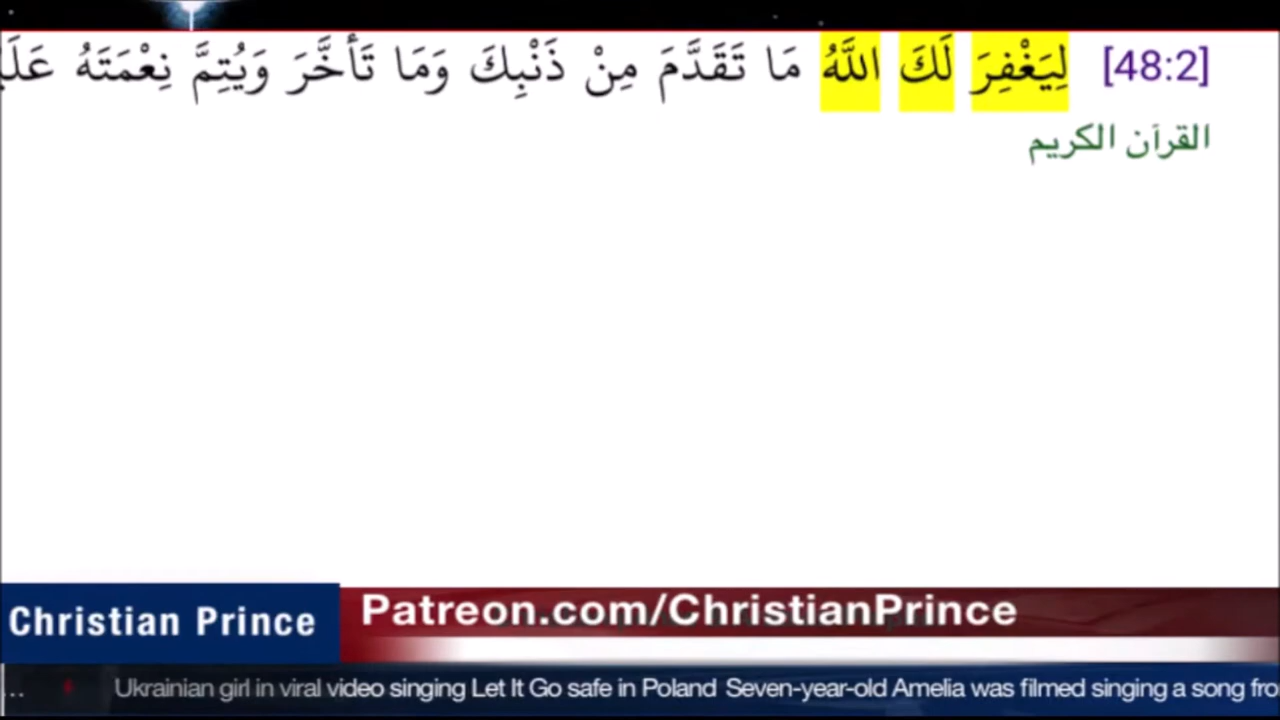 [48:2] لِيَغْفِرَ لَكَ اللَّهُ مَا تَقَدَّمَ مِنْ ذَنْبِكَ وَمَا تَأَخَّرَ وَيُتِمَّ نِعْمَتَهُ
القرآن الكريم
Christian Prince
Patreon.com/ChristianPrince
... Ukrainian girl in viral video singing Let It Go safe in Poland Seven-year-old Amelia was filmed singing a song fro